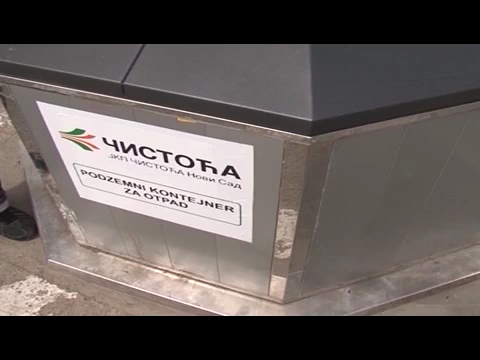 ЧИСТОЋА
ЈКП ЧИСТОЋА Нови Сад
PODZEMNI KONTEJNER
ZA OTPAD